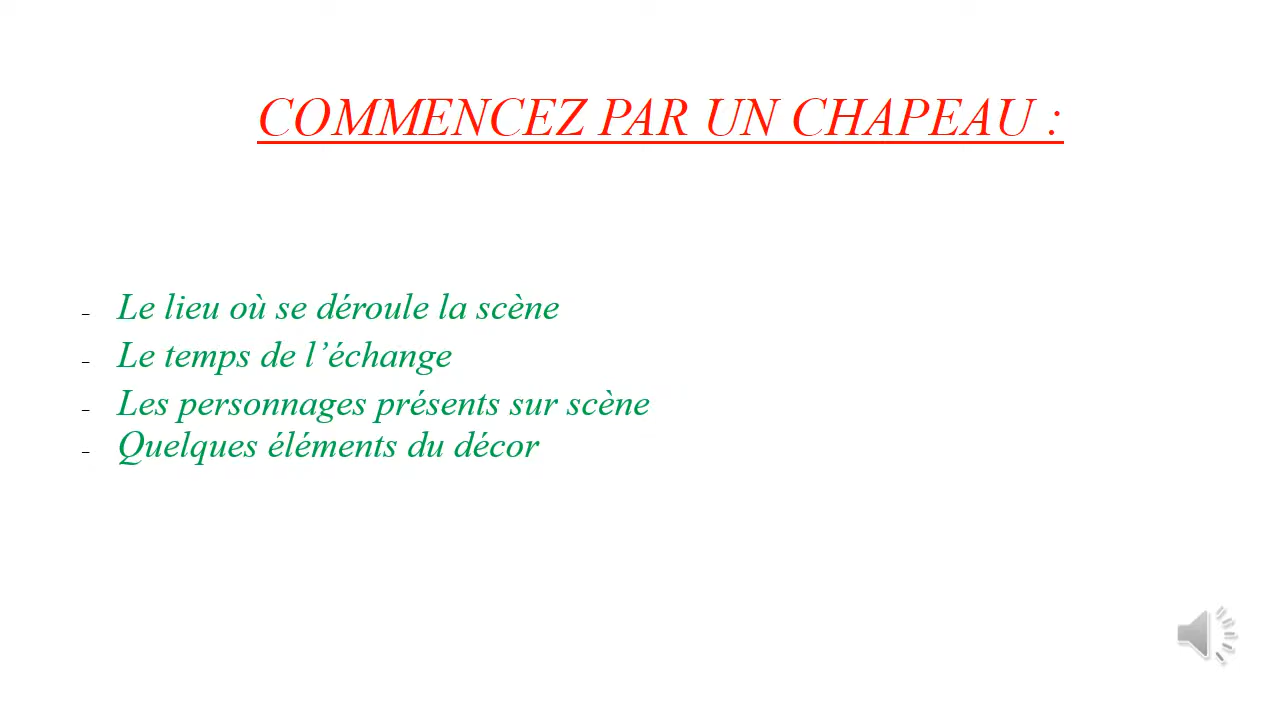 COMMENCEZ PAR UN CHAPEAU :
- Le lieu où se déroule la scène
- Le temps de l’échange
- Les personnages présents sur scène
- Quelques éléments du décor